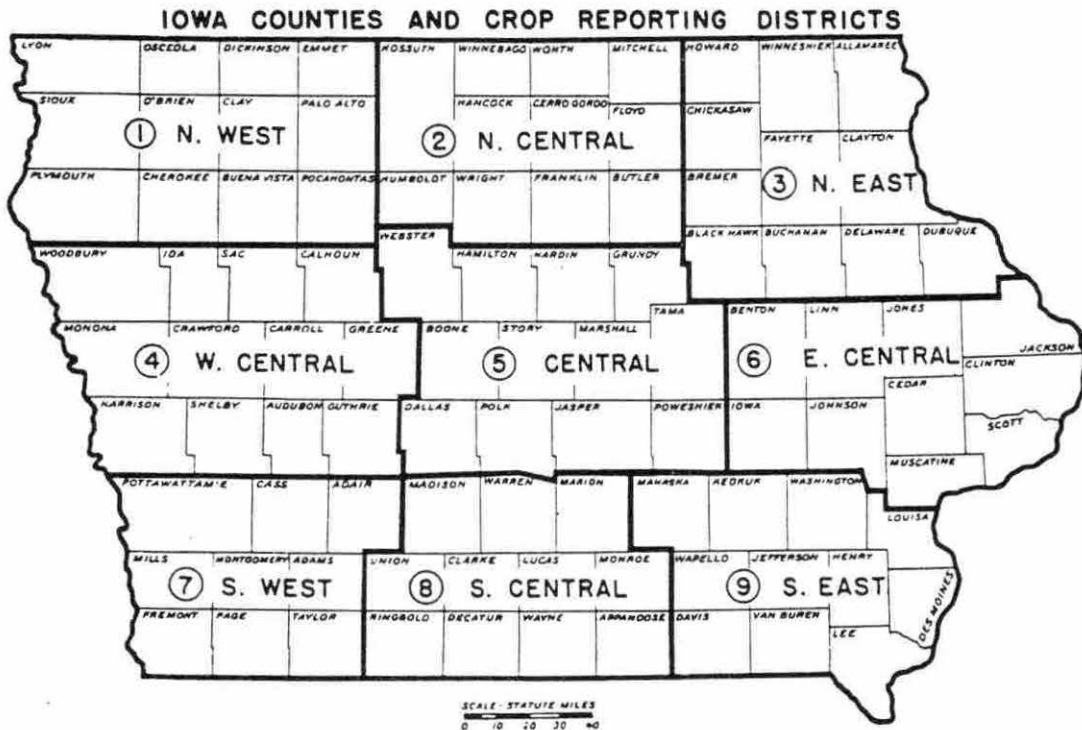 IOWA COUNTIES AND CROP REPORTING DISTRICTS
LYON OSCEOLA DICKINSON EMMET KOSSUTH WINNEBAGO WORTH MITCHELL HOWARD WINNESHIEK ALLAMAKEE
SIOUX O'BRIEN CLAY PALO ALTO HANCOCK CERRO GORDO FLOYD CHICKASAW
1 N. WEST 2 N. CENTRAL
FAYETTE CLAYTON
PLYMOUTH CHEROKEE BUENA VISTA POCAHONTAS HUMBOLDT WRIGHT FRANKLIN BUTLER BREMER
3 N. EAST
WEBSTER BLACK HAWK BUCHANAN DELAWARE DUBUQUE
WOODBURY IDA SAC CALHOUN HAMILTON HARDIN GRUNDY
TAMA BENTON LINN JONES
MONONA CRAWFORD CARROLL GREENE BOONE STORY MARSHALL
JACKSON
4 W. CENTRAL 5 CENTRAL 6 E. CENTRAL
CLINTON
CEDAR
HARRISON SHELBY AUDUBON GUTHRIE DALLAS POLK JASPER POWESHIEK IOWA JOHNSON
SCOTT
MUSCATINE
POTTAWATTAM'E CASS ADAIR MADISON WARREN MARION MAHASKA KEOKUK WASHINGTON
LOUISA
MILLS MONTGOMERY ADAMS UNION CLARKE LUCAS MONROE WAPELLO JEFFERSON HENRY
7 S. WEST 8 S. CENTRAL 9 S. EAST
DES MOINES
FREMONT PAGE TAYLOR RINGGOLD DECATUR WAYNE APPANOOSE DAVIS VAN BUREN
LEE
SCALE - STATUTE MILES
0 10 20 30 40